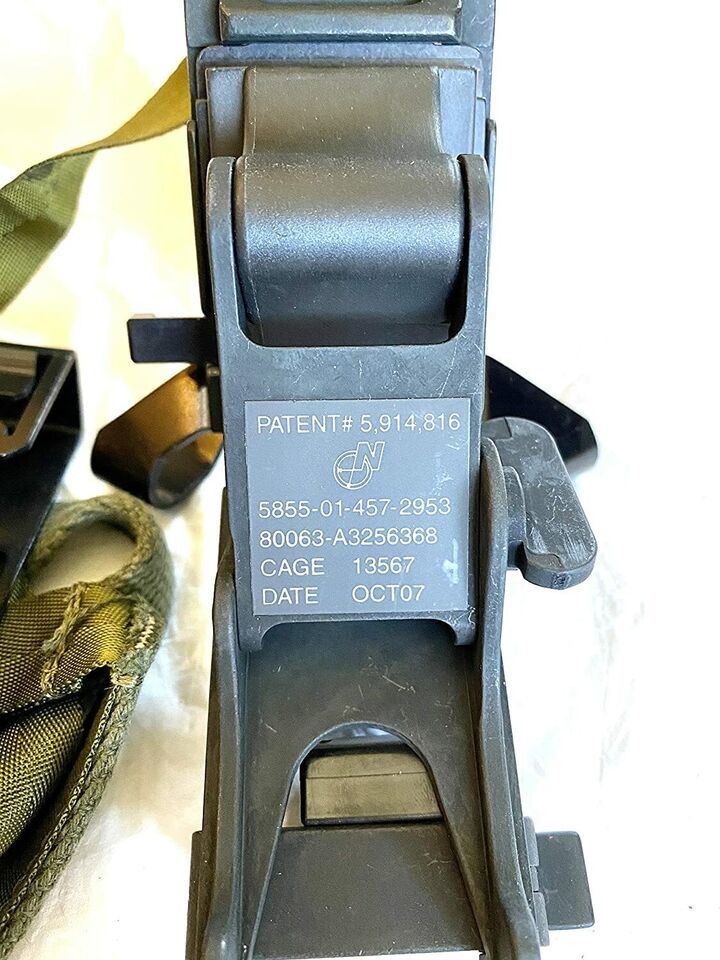 PATENT# 5,914,816
N
5855-01-457-2953
80063-A3256368
CAGE 13567
DATE OCT07